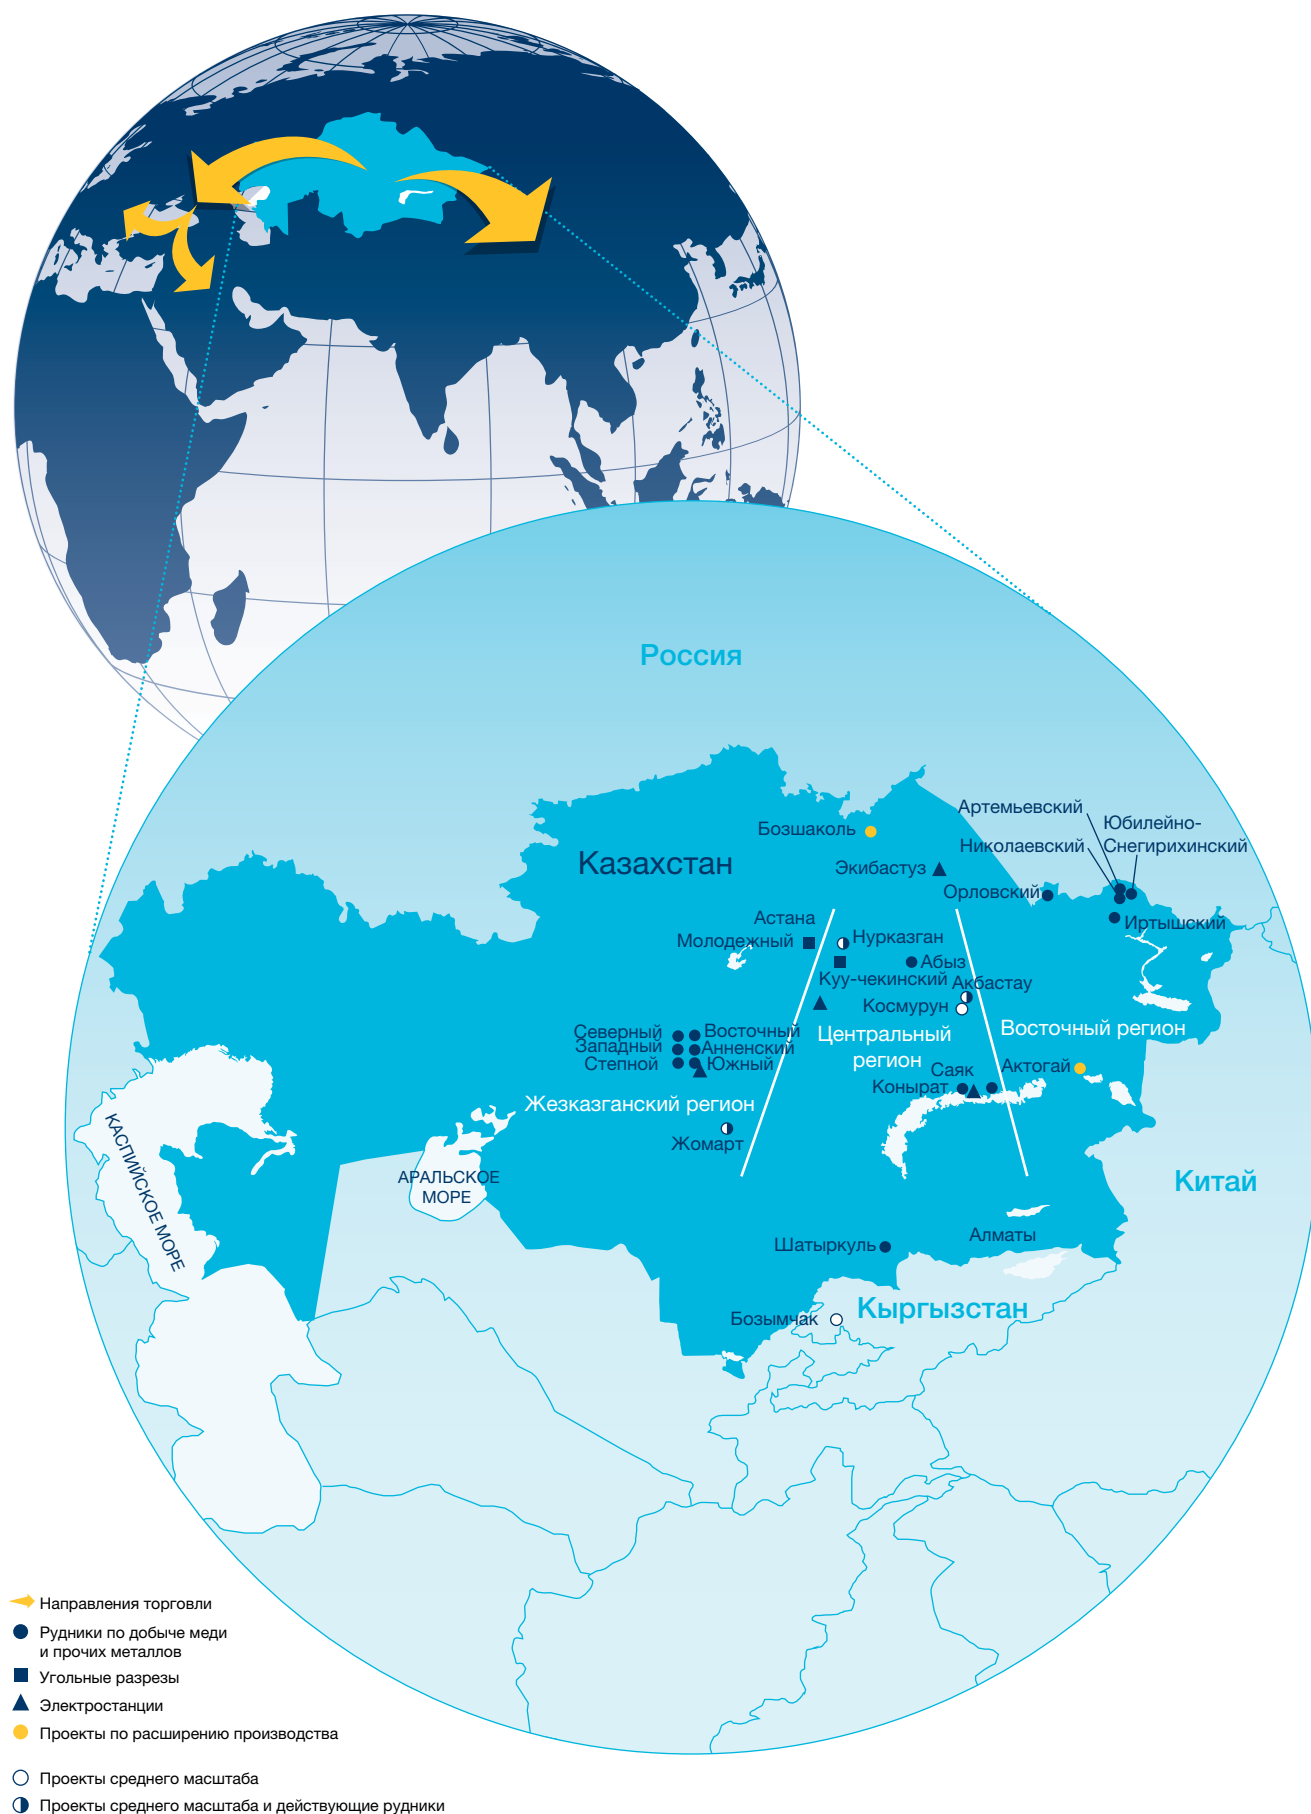 Россия
Артемьевский
Юбилейно-
Снегирихинский
Бозшаколь
Николаевский
Казахстан
Экибастуз
Орловский
Астана
Иртышский
Молодежный
Нурказган
Абыз
Куу-чекинский
Акбастау
Космурун
Северный
Восточный
Западный
Анненский
Степной
Южный
Центральный
регион
Восточный регион
Саяк
Актогай
Конырат
Жезказганский регион
Жомарт
КАСПИЙСКОЕ МОРЕ
АРАЛЬСКОЕ
МОРЕ
Китай
Шатыркуль
Алматы
Бозымчак
Кыргызстан
Направления торговли
Рудники по добыче меди
и прочих металлов
Угольные разрезы
Электростанции
Проекты по расширению производства
Проекты среднего масштаба
Проекты среднего масштаба и действующие рудники